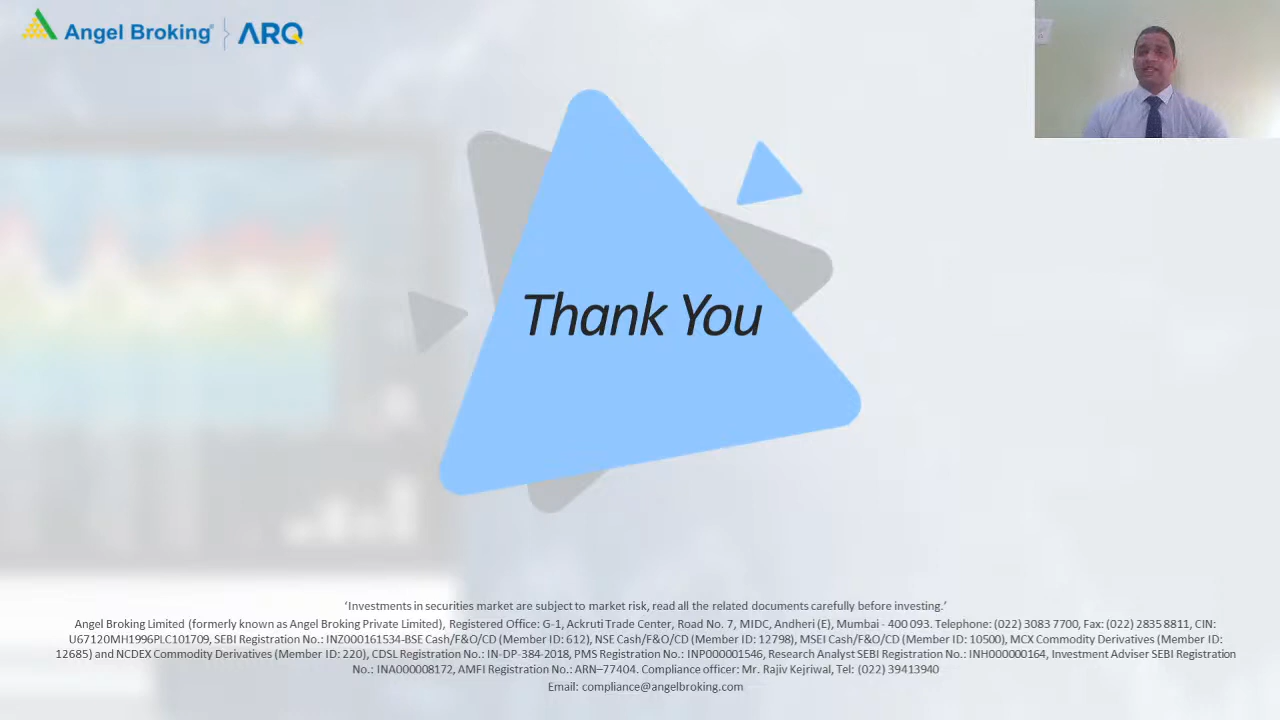 Angel Broking ARQ
Thank You
‘Investments in securities market are subject to market risk, read all the related documents carefully before investing.’
Angel Broking Limited (formerly known as Angel Broking Private Limited), Registered Office: G-1, Ackruti Trade Center, Road No. 7, MIDC, Andheri (E), Mumbai - 400 093. Telephone: (022) 3083 7700, Fax: (022) 2835 8811, CIN:
U67120MH1996PLC101709, SEBI Registration No.: INZ000161534-BSE Cash/F&O/CD (Member ID: 612), NSE Cash/F&O/CD (Member ID: 12798), MSEI Cash/F&O/CD (Member ID: 10500), MCX Commodity Derivatives (Member ID:
12685) and NCDEX Commodity Derivatives (Member ID: 220), CDSL Registration No.: IN-DP-384-2018, PMS Registration No.: INP000001546, Research Analyst SEBI Registration No.: INH000000164, Investment Adviser SEBI Registration
No.: INA000008172, AMFI Registration No.: ARN–77404. Compliance officer: Mr. Rajiv Kejriwal, Tel: (022) 39413940
Email: compliance@angelbroking.com